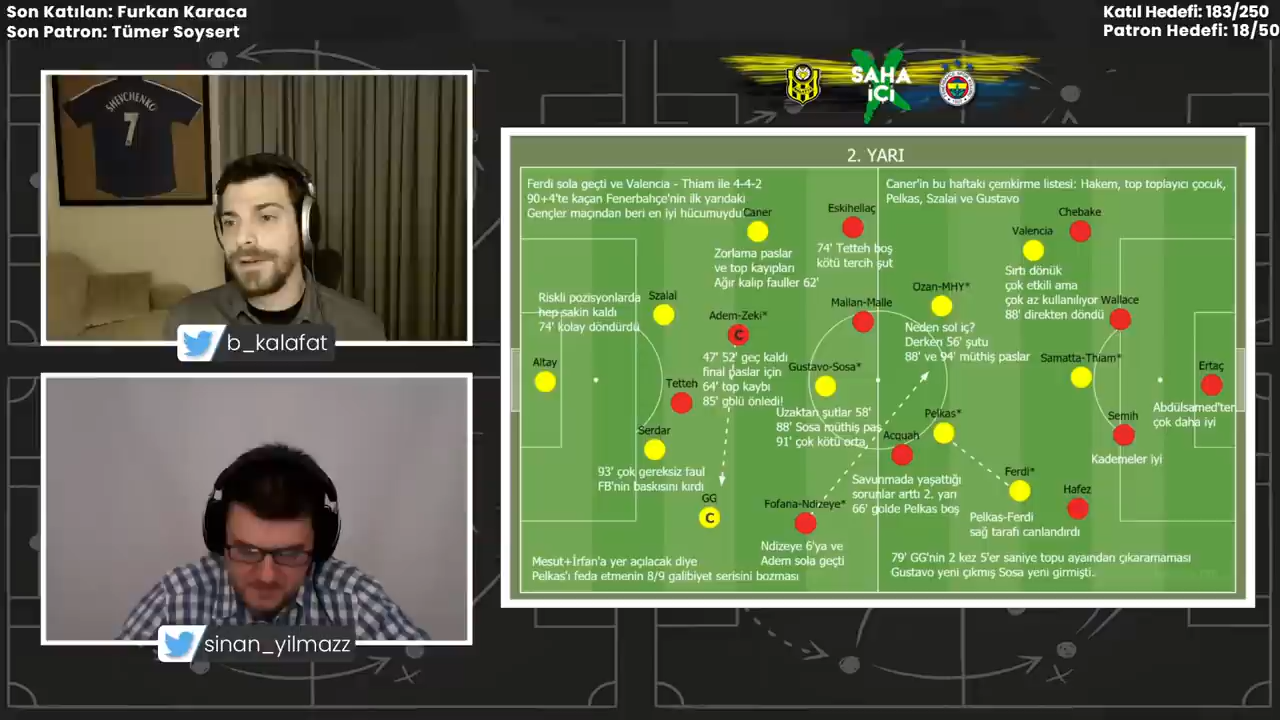 Son Katılan: Furkan Karaca
Son Patron: Tümer Soysert
Katıl Hedefi: 183/250
Patron Hedefi: 18/50
SHEVCHENKO
7
SAHA
İÇİ
b_kalafat
sinan_yilmazz
2. YARI
Ferdi sola geçti ve Valencia - Thiam ile 4-4-2
90+4'te kaçan Fenerbahçe'nin ilk yarıdaki
Gençler maçından beri en iyi hücumuydu
Caner'in bu haftaki çemkirme listesi: Hakem, top toplayıcı çocuk,
Pelkas, Szalai ve Gustavo
Caner
Zorlama paslar
ve top kayıpları
Ağır kalıp fauller 62'
Eskihellaç
74' Tetteh boş
kötü tercih şut
Chebake
Valencia
Sırtı dönük
çok etkili ama
çok az kullanılıyor
88' direkten döndü
Wallace
Riskli pozisyonlarda
hep sakin kaldı
74' kolay döndürdü
Szalai
Adem-Zeki*
C
47' 52' geç kaldı
final paslar için
64' top kaybı
85' golü önledi!
Mallan-Malle
Ozan-MHY*
Neden sol iç?
Derken 56' şutu
88' ve 94' müthiş paslar
Altay
Tetteh
Gustavo-Sosa*
Uzaktan şutlar 58'
88' Sosa müthiş pas
91' çok kötü orta
Samatta-Thiam*
Ertaç
Abdülsamed'ten
çok daha iyi
Serdar
93' çok gereksiz faul
FB'nin baskısını kırdı
Acquah
Savunmada yaşattığı
sorunlar arttı 2. yarı
66' golde Pelkas boş
Pelkas*
Semih
Kademeler iyi
GG
C
Fofana-Ndizeye*
Ndizeye 6'ya ve
Adem sola geçti
Ferdi*
Pelkas-Ferdi
sağ tarafı canlandırdı
Hafez
Mesut+İrfan'a yer açılacak diye
Pelkas'ı feda etmenin 8/9 galibiyet serisini bozması
79' GG'nin 2 kez 5'er saniye topu ayaından çıkaramaması
Gustavo yeni çıkmış Sosa yeni girmişti..